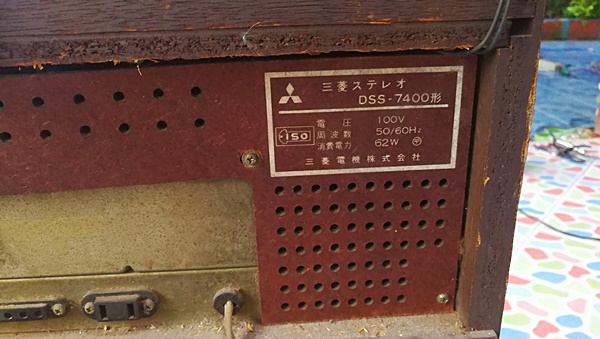 三菱ステレオ
DSS-7400形
電圧 100V
周波数 50/60Hz
消費電力 62W
ISO
三菱電機株式会社